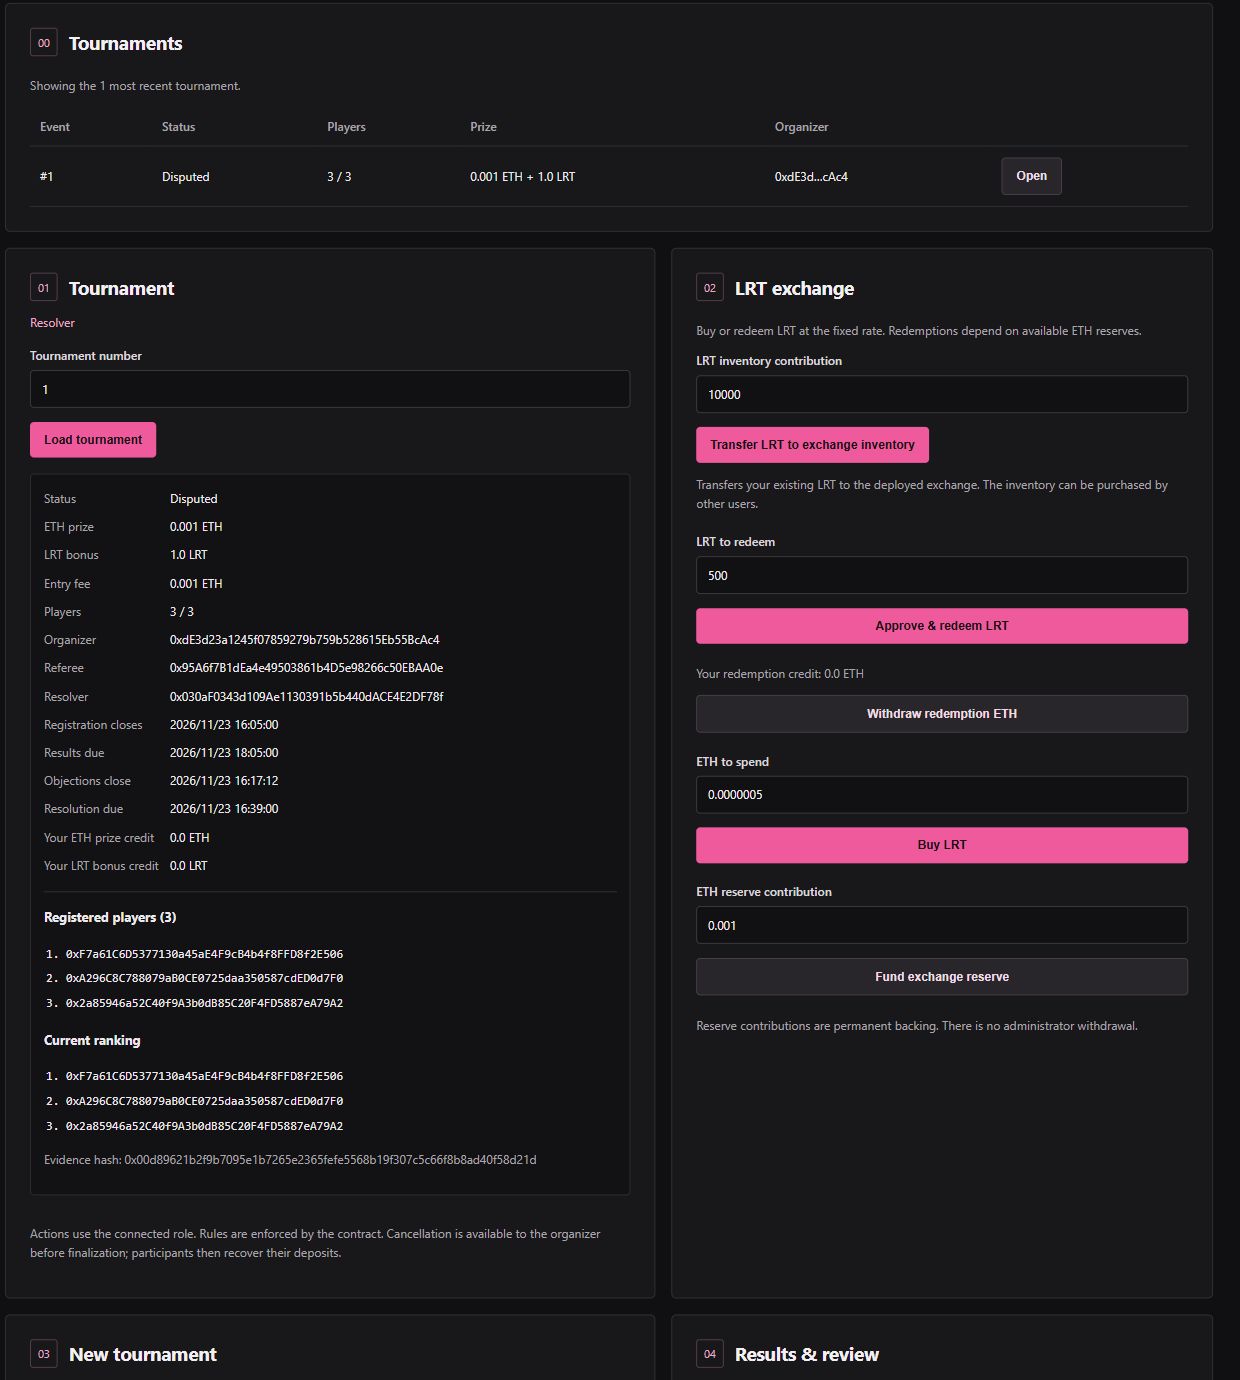 00 Tournaments
Showing the 1 most recent tournament.
Event Status Players Prize Organizer
#1 Disputed 3 / 3 0.001 ETH + 1.0 LRT 0xdE3d...cAc4 Open
01 Tournament
Resolver
Tournament number
1
Load tournament
Status Disputed
ETH prize 0.001 ETH
LRT bonus 1.0 LRT
Entry fee 0.001 ETH
Players 3 / 3
Organizer 0xdE3d23a1245f07859279b759b528615Eb55BcAc4
Referee 0x95A6f7B1dEa4e49503861b4D5e98266c50EBAA0e
Resolver 0x030aF0343d109Ae1130391b5b440dACE4E2DF78f
Registration closes 2026/11/23 16:05:00
Results due 2026/11/23 18:05:00
Objections close 2026/11/23 16:17:12
Resolution due 2026/11/23 16:39:00
Your ETH prize credit 0.0 ETH
Your LRT bonus credit 0.0 LRT
Registered players (3)
1. 0xF7a61C6D5377130a45aE4F9cB4b4f8FFD8f2E506
2. 0xA296C8C788079aB0CE0725daa350587cdED0d7F0
3. 0x2a85946a52C40f9A3b0dB85C20F4FD5887eA79A2
Current ranking
1. 0xF7a61C6D5377130a45aE4F9cB4b4f8FFD8f2E506
2. 0xA296C8C788079aB0CE0725daa350587cdED0d7F0
3. 0x2a85946a52C40f9A3b0dB85C20F4FD5887eA79A2
Evidence hash: 0x00d89621b2f9b7095e1b7265e2365fefe5568b19f307c5c66f8b8ad40f58d21d
Actions use the connected role. Rules are enforced by the contract. Cancellation is available to the organizer
before finalization; participants then recover their deposits.
02 LRT exchange
Buy or redeem LRT at the fixed rate. Redemptions depend on available ETH reserves.
LRT inventory contribution
10000
Transfer LRT to exchange inventory
Transfers your existing LRT to the deployed exchange. The inventory can be purchased by
other users.
LRT to redeem
500
Approve & redeem LRT
Your redemption credit: 0.0 ETH
Withdraw redemption ETH
ETH to spend
0.0000005
Buy LRT
ETH reserve contribution
0.001
Fund exchange reserve
Reserve contributions are permanent backing. There is no administrator withdrawal.
03 New tournament
04 Results & review